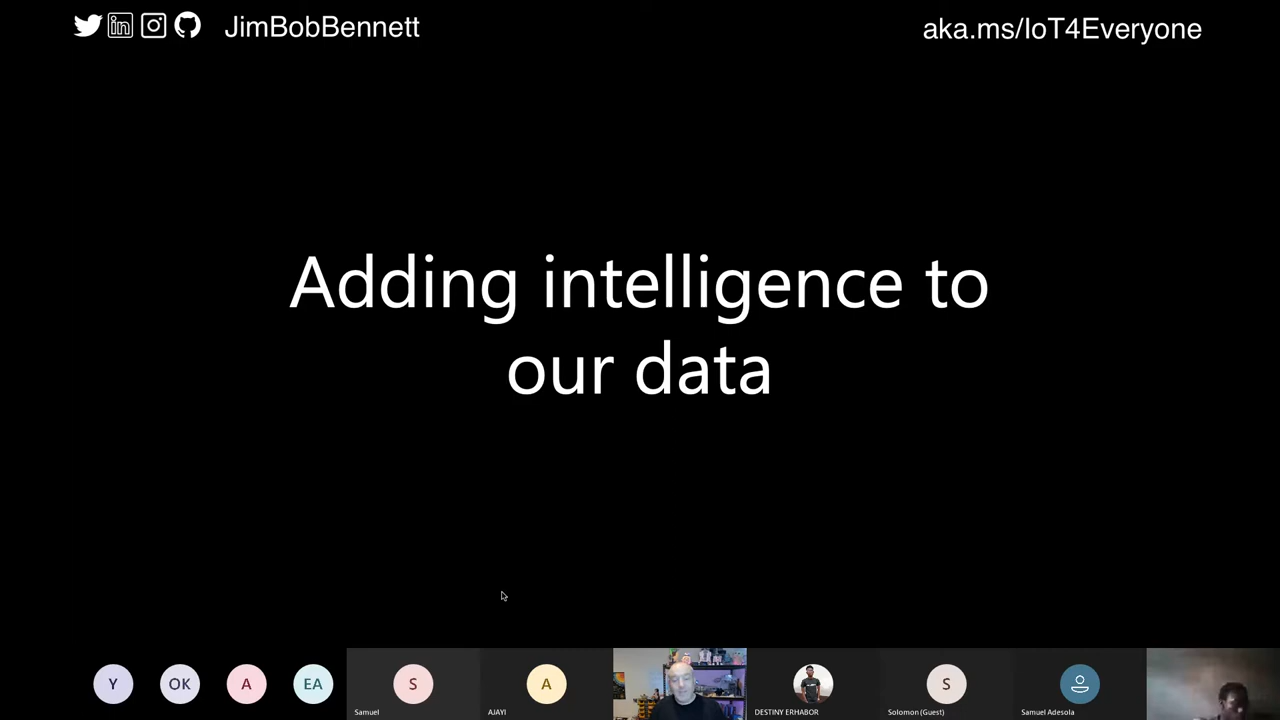 JimBobBennett
aka.ms/IoT4Everyone
Adding intelligence to
our data
Y
OK
A
EA
S
A
S
Samuel
AJAYI
DESTINY ERHABOR
Solomon (Guest)
Samuel Adesola